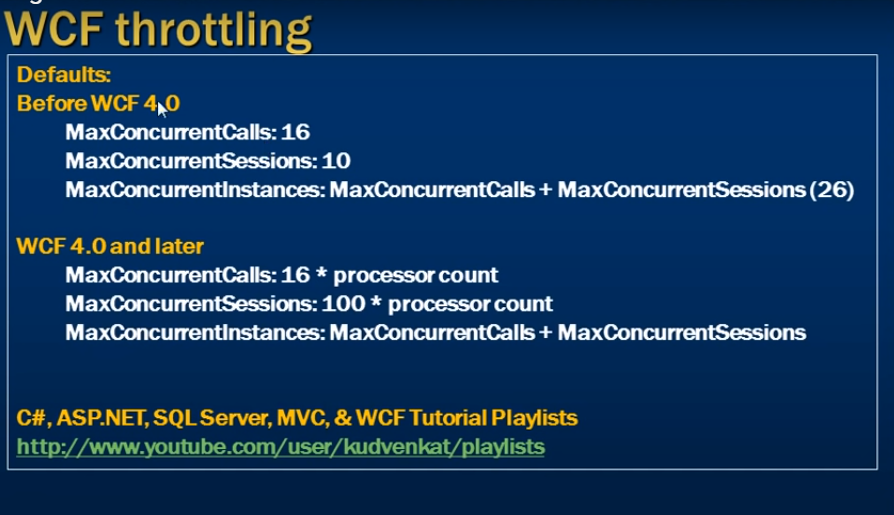 WCF throttling
Defaults:
Before WCF 4.0
MaxConcurrentCalls: 16
MaxConcurrentSessions: 10
MaxConcurrentInstances: MaxConcurrentCalls + MaxConcurrentSessions (26)
WCF 4.0 and later
MaxConcurrentCalls: 16 * processor count
MaxConcurrentSessions: 100 * processor count
MaxConcurrentInstances: MaxConcurrentCalls + MaxConcurrentSessions
C#, ASP.NET, SQL Server, MVC, & WCF Tutorial Playlists
http://www.youtube.com/user/kudvenkat/playlists